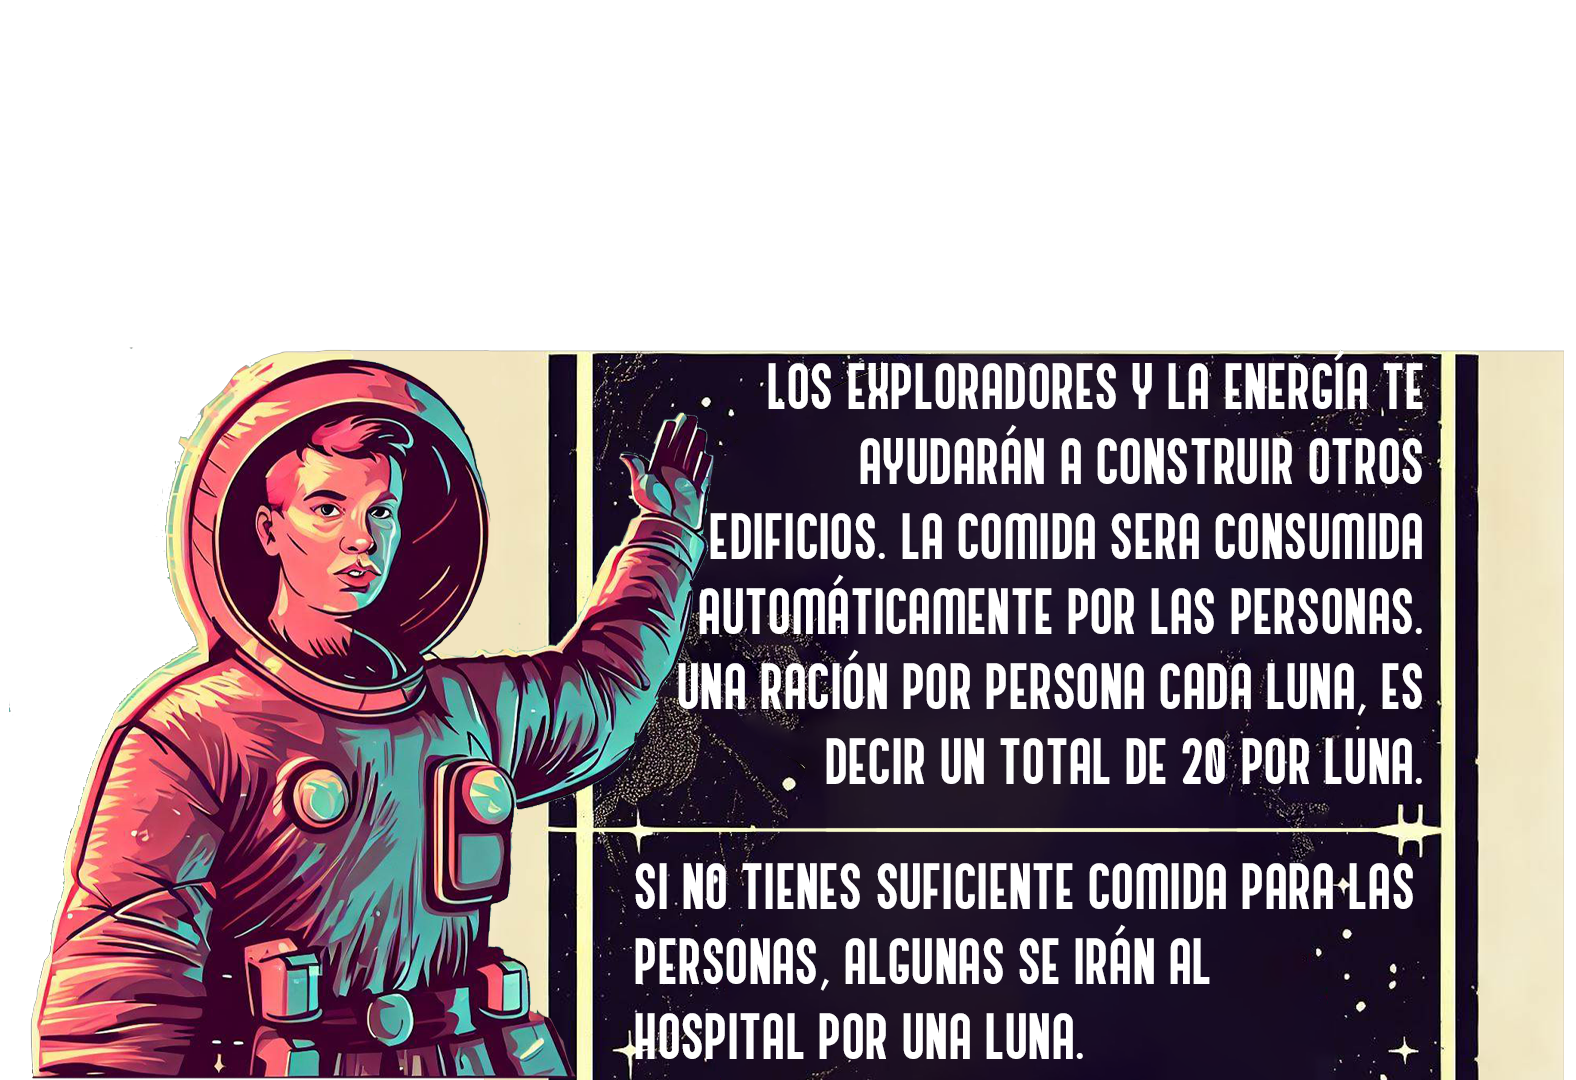 LOS EXPLORADORES Y LA ENERGÍA TE
AYUDARÁN A CONSTRUIR OTROS
EDIFICIOS. LA COMIDA SERA CONSUMIDA
AUTOMÁTICAMENTE POR LAS PERSONAS.
UNA RACIÓN POR PERSONA CADA LUNA, ES
DECIR UN TOTAL DE 20 POR LUNA.
SI NO TIENES SUFICIENTE COMIDA PARA LAS
PERSONAS, ALGUNAS SE IRÁN AL
HOSPITAL POR UNA LUNA.